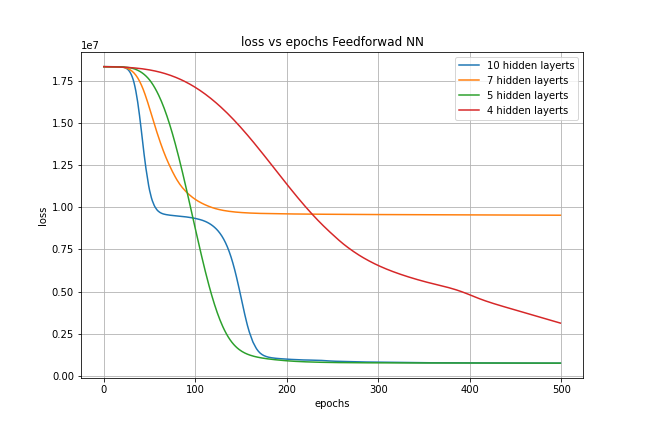 loss vs epochs Feedforwad NN
1e7
10 hidden layerts
7 hidden layerts
5 hidden layerts
4 hidden layerts
1.75
1.50
1.25
1.00
0.75
0.50
0.25
0.00
loss
0 100 200 300 400 500
epochs